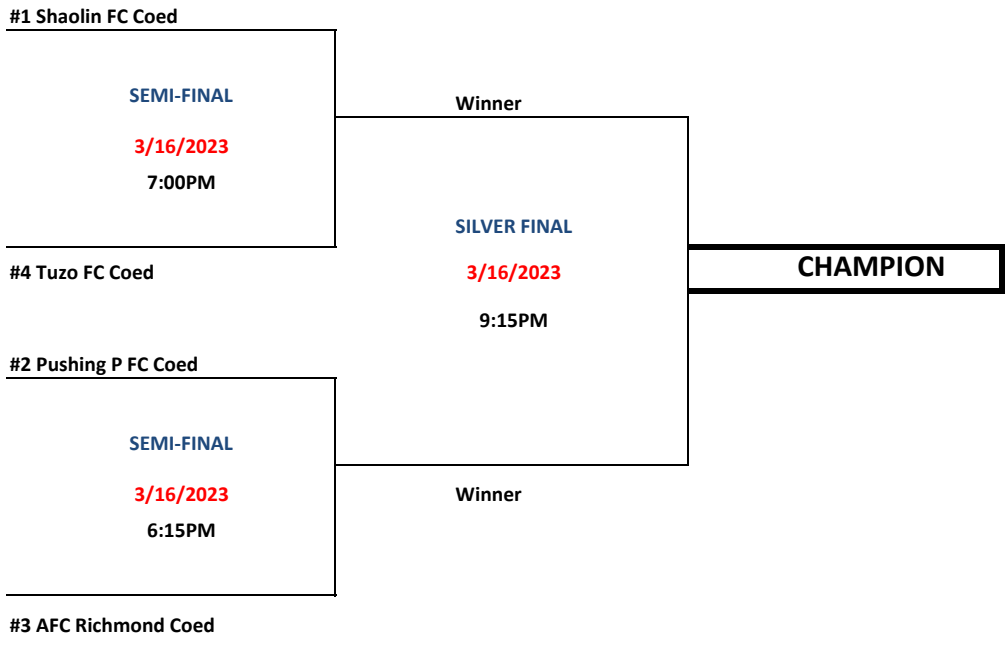 #1 Shaolin FC Coed
SEMI-FINAL
3/16/2023
7:00PM
#4 Tuzo FC Coed
Winner
SILVER FINAL
3/16/2023
9:15PM
CHAMPION
#2 Pushing P FC Coed
SEMI-FINAL
3/16/2023
6:15PM
#3 AFC Richmond Coed
Winner